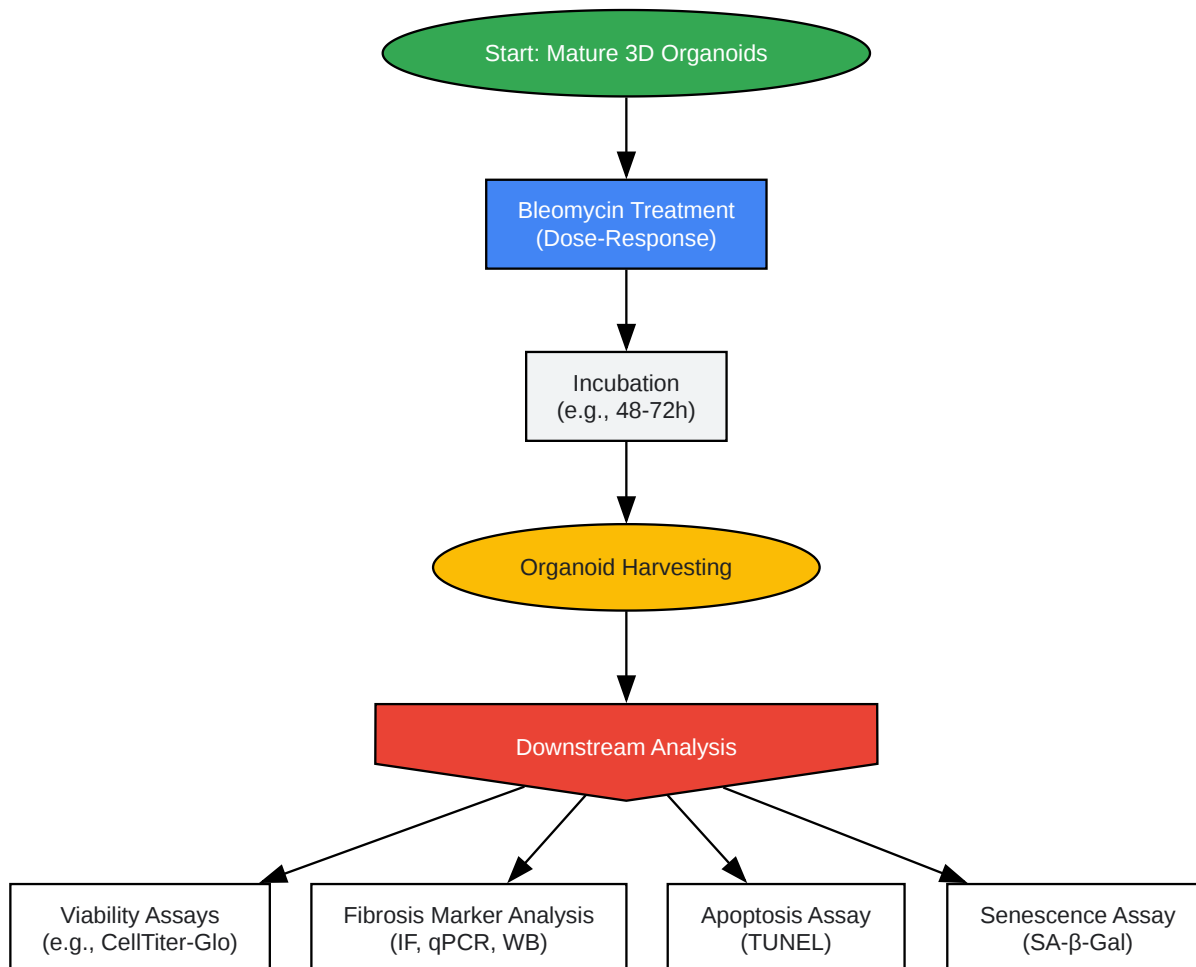 Start: Mature 3D Organoids
Bleomycin Treatment
(Dose-Response)
Incubation
(e.g., 48-72h)
Organoid Harvesting
Downstream Analysis
Viability Assays
(e.g., CellTiter-Glo)
Fibrosis Marker Analysis
(IF, qPCR, WB)
Apoptosis Assay
(TUNEL)
Senescence Assay
(SA-β-Gal)